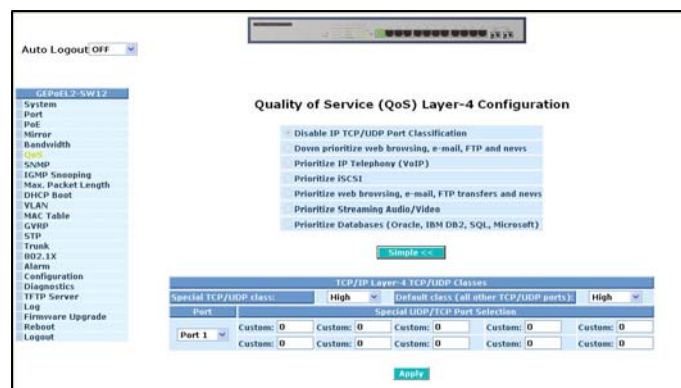 Auto Logout OFF
GEPoEL2-SW12
System
Port
PoE
Mirror
Bandwidth
QoS
SNMP
IGMP Snooping
Max. Packet Length
DHCP Boot
VLAN
MAC Table
GVRP
STP
Trunk
802.1X
Alarm
Configuration
Diagnostics
TFTP Server
Log
Firmware Upgrade
Reboot
Logout
Quality of Service (QoS) Layer-4 Configuration
Disable IP TCP/UDP Port Classification
Down prioritize web browsing, e-mail, FTP and news
Prioritize IP Telephony (VoIP)
Prioritize iSCSI
Prioritize web browsing, e-mail, FTP transfers and news
Prioritize Streaming Audio/Video
Prioritize Databases (Oracle, IBM DB2, SQL, Microsoft)
Simple <<
TCP/IP Layer-4 TCP/UDP Classes
Special TCP/UDP class: High Default class (all other TCP/UDP ports): High
Port Special UDP/TCP Port Selection
Port 1
Custom: 0 Custom: 0 Custom: 0 Custom: 0 Custom: 0
Custom: 0 Custom: 0 Custom: 0 Custom: 0 Custom: 0
Apply